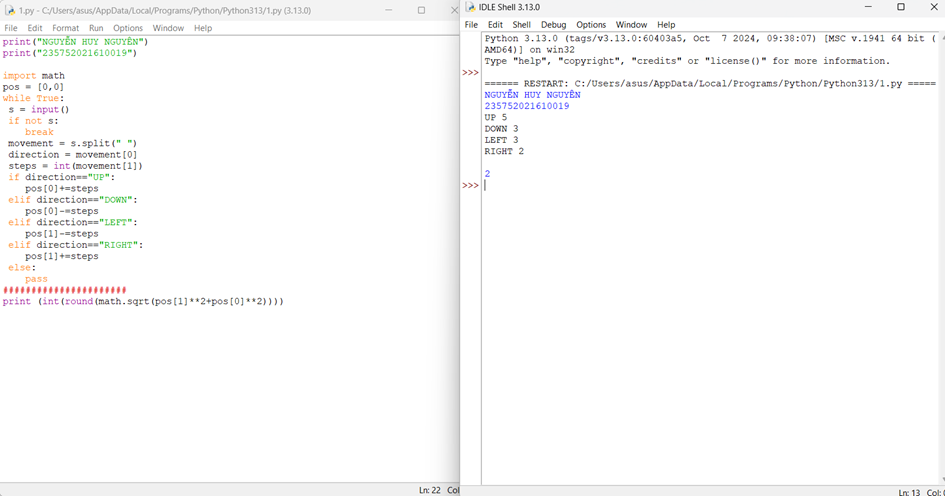 1.py - C:/Users/asus/AppData/Local/Programs/Python/Python313/1.py (3.13.0)
File Edit Format Run Options Window Help
print("NGUYỄN HUY NGUYÊN")
print("235752021610019")
import math
pos = [0,0]
while True:
 s = input()
 if not s:
    break
 movement = s.split(" ")
 direction = movement[0]
 steps = int(movement[1])
 if direction=="UP":
    pos[0]+=steps
 elif direction=="DOWN":
    pos[0]-=steps
 elif direction=="LEFT":
    pos[1]-=steps
 elif direction=="RIGHT":
    pos[1]+=steps
 else:
    pass
######################
print (int(round(math.sqrt(pos[1]**2+pos[0]**2))))
Ln: 22 Col
IDLE Shell 3.13.0
File Edit Shell Debug Options Window Help
Python 3.13.0 (tags/v3.13.0:60403a5, Oct  7 2024, 09:38:07) [MSC v.1941 64 bit (
AMD64)] on win32
Type "help", "copyright", "credits" or "license()" for more information.
>>>
====== RESTART: C:/Users/asus/AppData/Local/Programs/Python/Python313/1.py =====
NGUYỄN HUY NGUYÊN
235752021610019
UP 5
DOWN 3
LEFT 3
RIGHT 2
2
>>>
Ln: 13 Col: